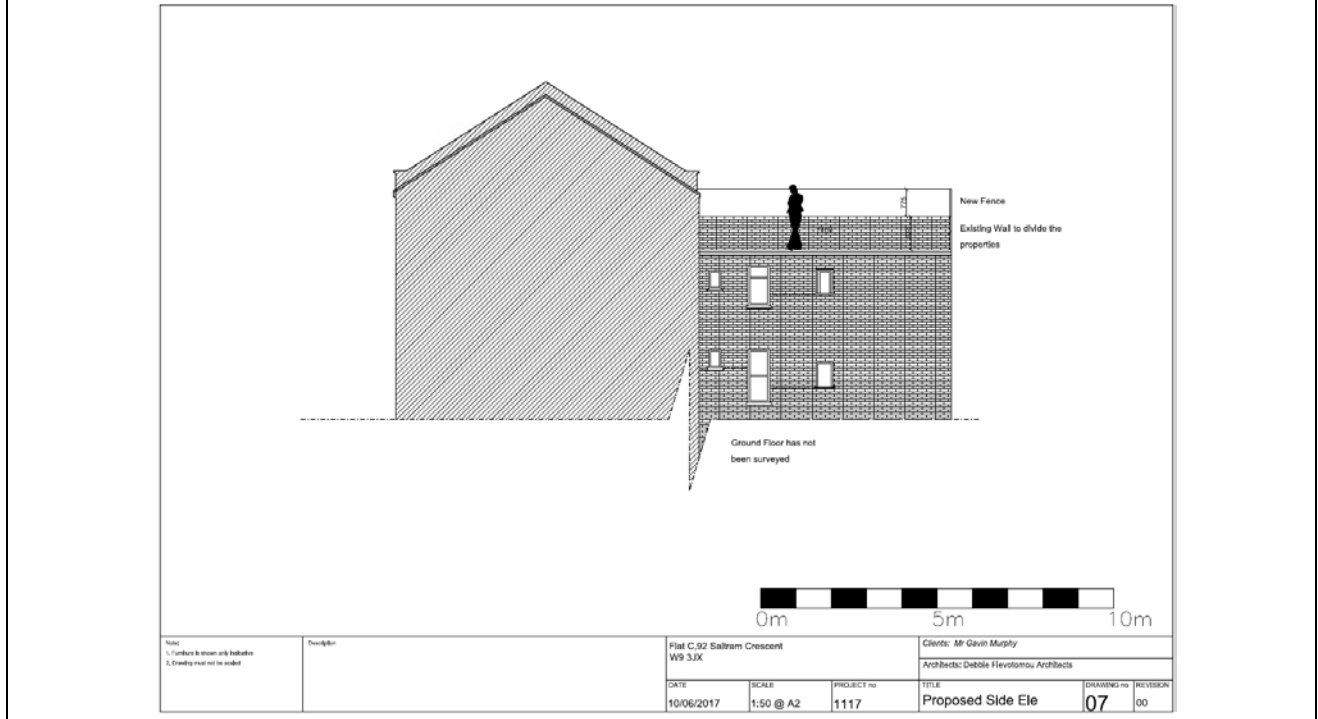 775
New Fence
Existing Wall to divide the
properties
Ground Floor has not
been surveyed
0m 5m 10m
Note:
1. Furniture is shown only indicative
2. Drawing must not be scaled
Description
Flat C,92 Saltram Crescent
W9 3JX
Clients: Mr Gavin Murphy
Architects: Debbie Flevotomou Architects
DATE SCALE PROJECT no TITLE DRAWING no REVISION
10/06/2017 1:50 @ A2 1117 Proposed Side Ele 07 00